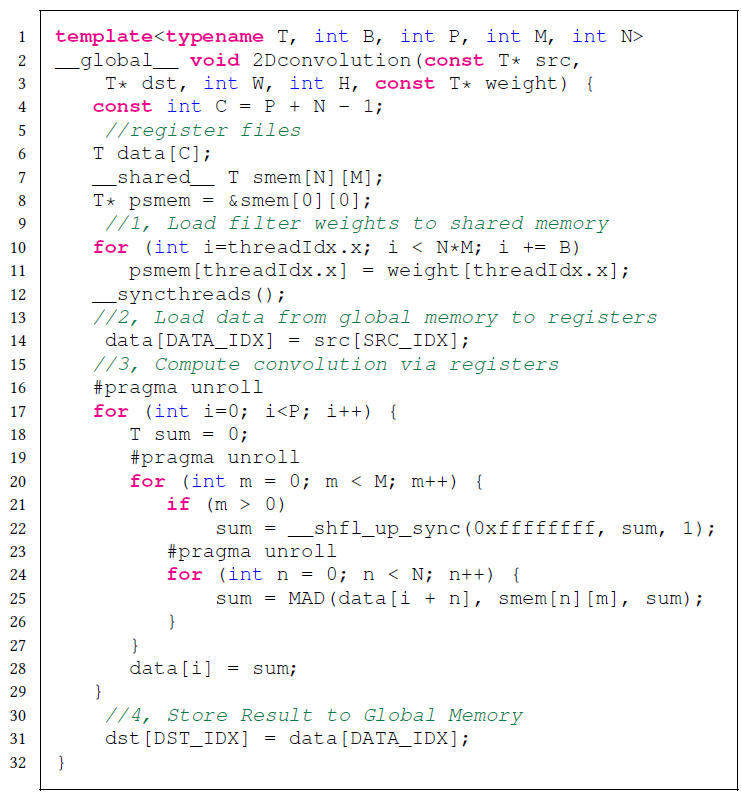 1 template<typename T, int B, int P, int M, int N>
2 __global__ void 2Dconvolution(const T* src,
3 T* dst, int W, int H, const T* weight) {
4 const int C = P + N - 1;
5 //register files
6 T data[C];
7 __shared__ T smem[N][M];
8 T* psmem = &smem[0][0];
9 //1, Load filter weights to shared memory
10 for (int i=threadIdx.x; i < N*M; i += B)
11 psmem[threadIdx.x] = weight[threadIdx.x];
12 __syncthreads();
13 //2, Load data from global memory to registers
14 data[DATA_IDX] = src[SRC_IDX];
15 //3, Compute convolution via registers
16 #pragma unroll
17 for (int i=0; i<P; i++) {
18 T sum = 0;
19 #pragma unroll
20 for (int m = 0; m < M; m++) {
21 if (m > 0)
22 sum = __shfl_up_sync(0xffffffff, sum, 1);
23 #pragma unroll
24 for (int n = 0; n < N; n++) {
25 sum = MAD(data[i + n], smem[n][m], sum);
26 }
27 }
28 data[i] = sum;
29 }
30 //4, Store Result to Global Memory
31 dst[DST_IDX] = data[DATA_IDX];
32 }